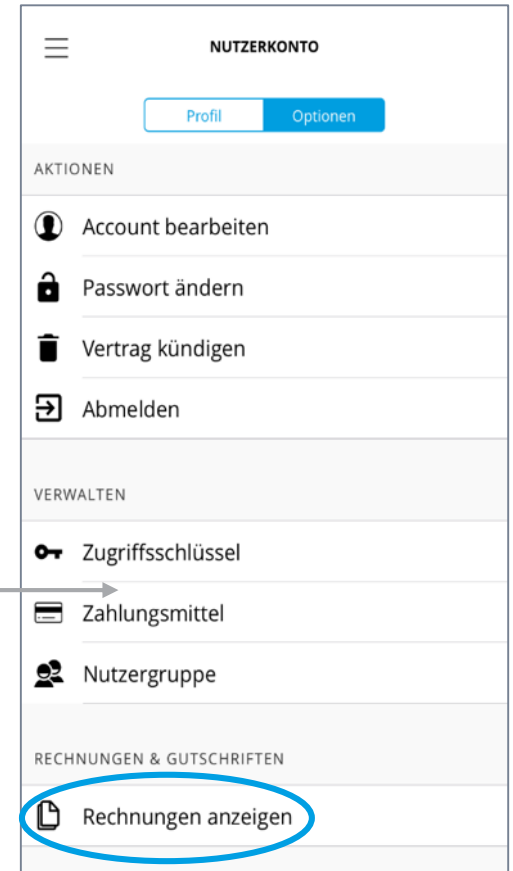 NUTZERKONTO
Profil
Optionen
AKTIONEN
Account bearbeiten
Passwort ändern
Vertrag kündigen
Abmelden
VERWALTEN
Zugriffsschlüssel
Zahlungsmittel
Nutzergruppe
RECHNUNGEN & GUTSCHRIFTEN
Rechnungen anzeigen